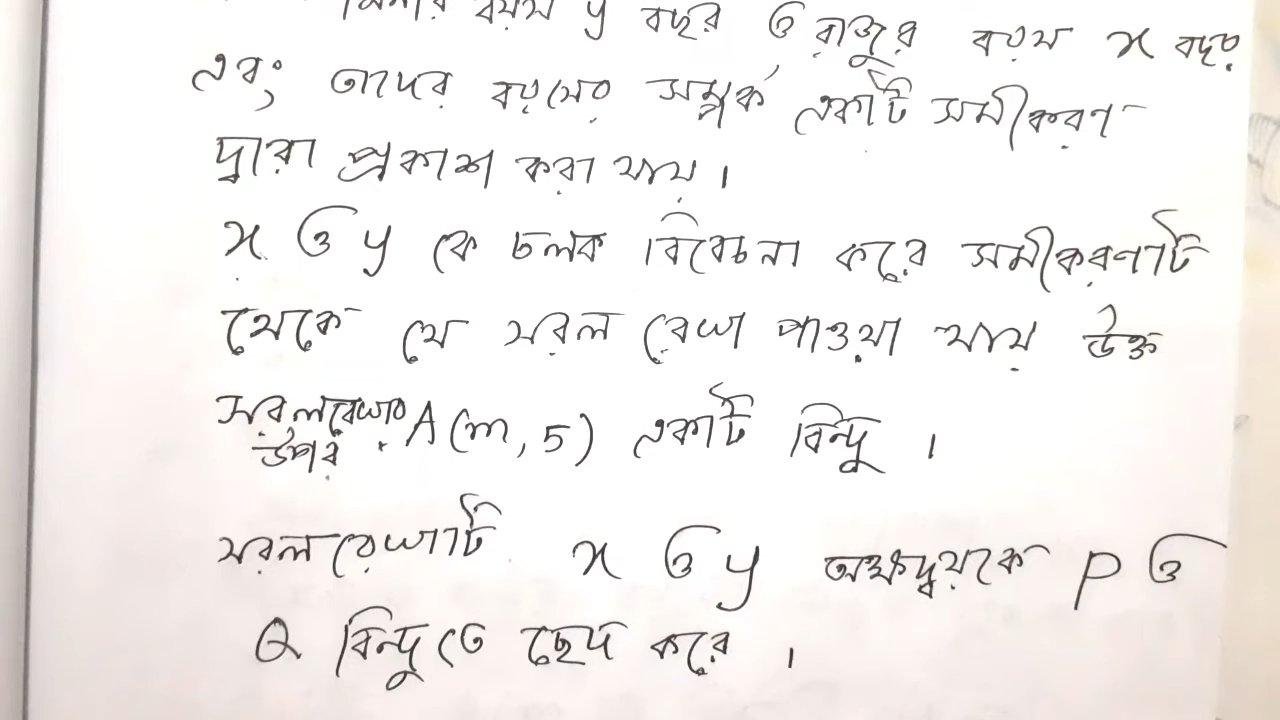 মিনার বয়স y বছর ও রাজুর বয়স x বছর
এবং তাদের বয়সের সম্পর্ক একটি সমীকরণ
দ্বারা প্রকাশ করা যায়।
x ও y কে চলক বিবেচনা করে সমীকরণটি
থেকে যে সরল রেখা পাওয়া যায় উক্ত
সরলরেখার উপর A(m, 5) একটি বিন্দু।
সরলরেখাটি x ও y অক্ষদ্বয়কে P ও
Q বিন্দুতে ছেদ করে।